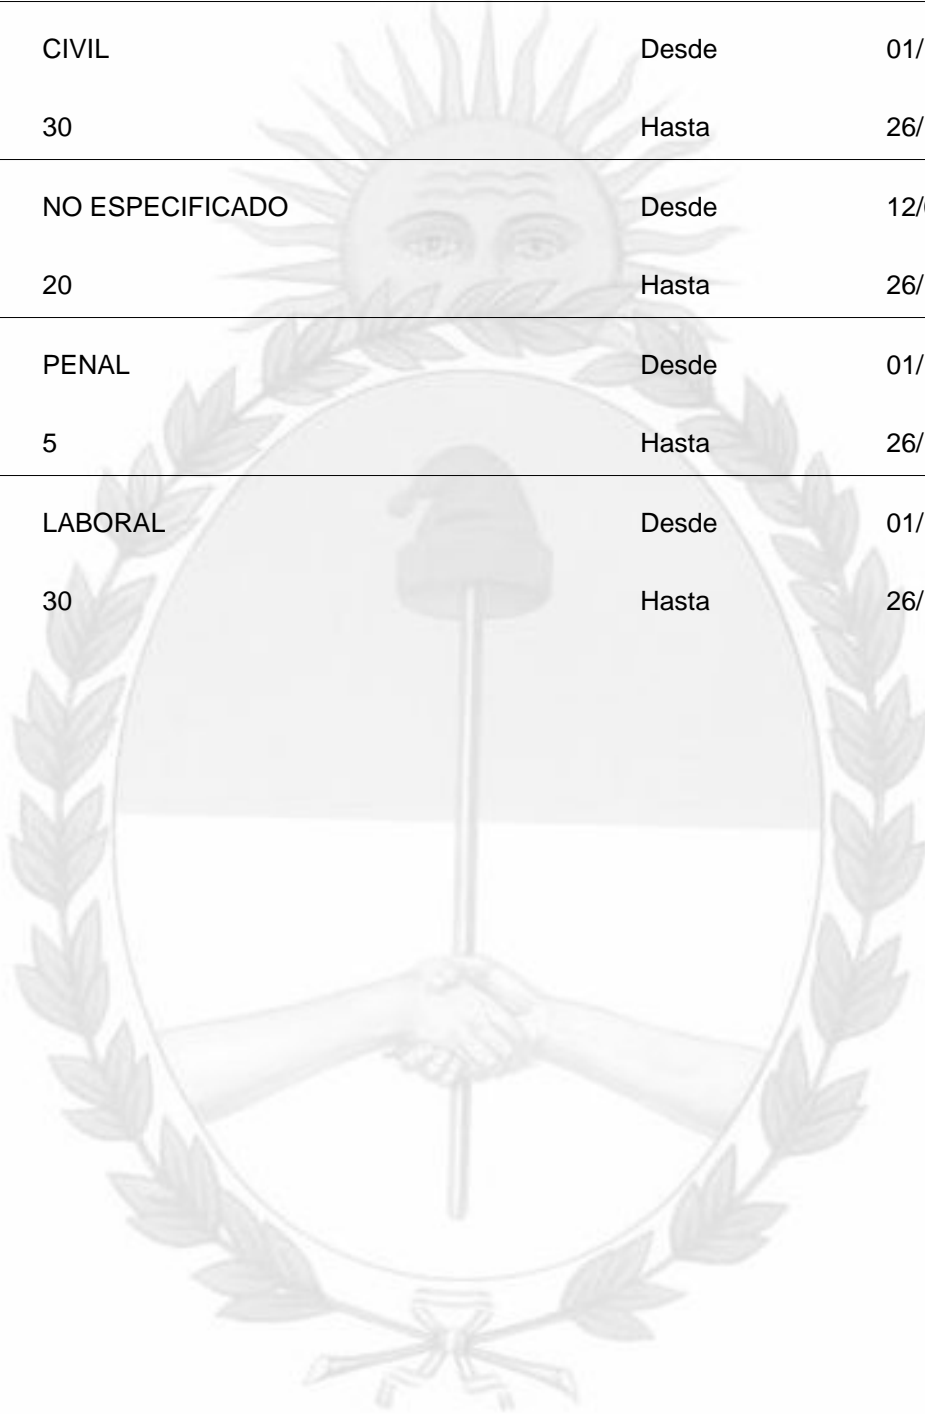 CIVIL Desde 01/
30 Hasta 26/
NO ESPECIFICADO Desde 12/
20 Hasta 26/
PENAL Desde 01/
5 Hasta 26/
LABORAL Desde 01/
30 Hasta 26/